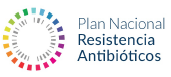 Plan Nacional
Resistencia
Antibióticos